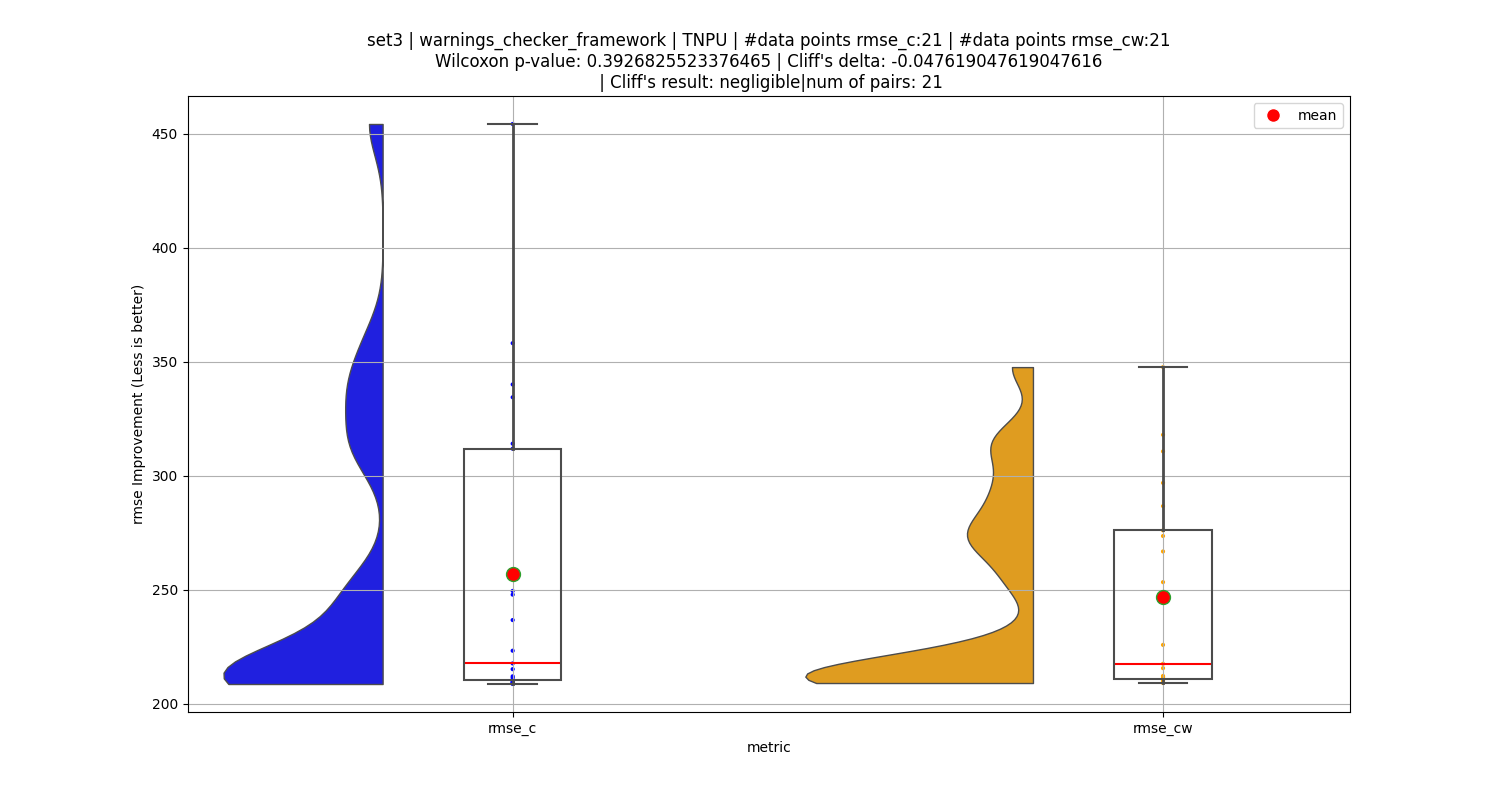 set3 | warnings_checker_framework | TNPU | #data points rmse_c:21 | #data points rmse_cw:21
Wilcoxon p-value: 0.3926825523376465 | Cliff's delta: -0.047619047619047616
| Cliff's result: negligible|num of pairs: 21
mean
450
400
350
300
250
200
rmse Improvement (Less is better)
rmse_c
rmse_cw
metric